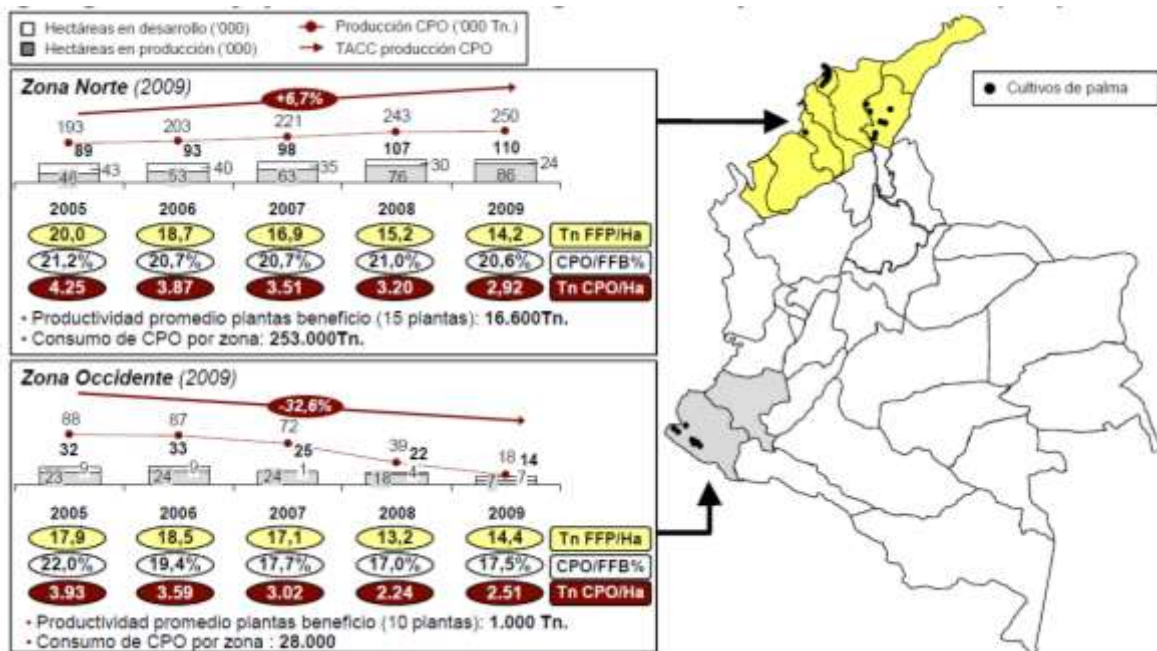 Hectáreas en desarrollo ('000)
Producción CPO ('000 Tn.)
Hectáreas en producción ('000)
TACC producción CPO
Zona Norte (2009)
+6,7%
193 203 221 243 250
89 93 98 107 110
46 43 53 40 63 35 76 30 86 24
2005 2006 2007 2008 2009
20,0 18,7 16,9 15,2 14,2 Tn FFP/Ha
21,2% 20,7% 20,7% 21,0% 20,6% CPO/FFB%
4.25 3.87 3.51 3.20 2,92 Tn CPO/Ha
• Productividad promedio plantas beneficio (15 plantas): 16.600Tn.
• Consumo de CPO por zona: 253.000Tn.
Zona Occidente (2009)
-32,6%
88 87 72 39 18
32 33 25 22 14
23 9 24 9 24 1 18 4 7 7
2005 2006 2007 2008 2009
17,9 18,5 17,1 13,2 14,4 Tn FFP/Ha
22,0% 19,4% 17,7% 17,0% 17,5% CPO/FFB%
3.93 3.59 3.02 2.24 2.51 Tn CPO/Ha
• Productividad promedio plantas beneficio (10 plantas): 1.000 Tn.
• Consumo de CPO por zona : 28.000
Cultivos de palma